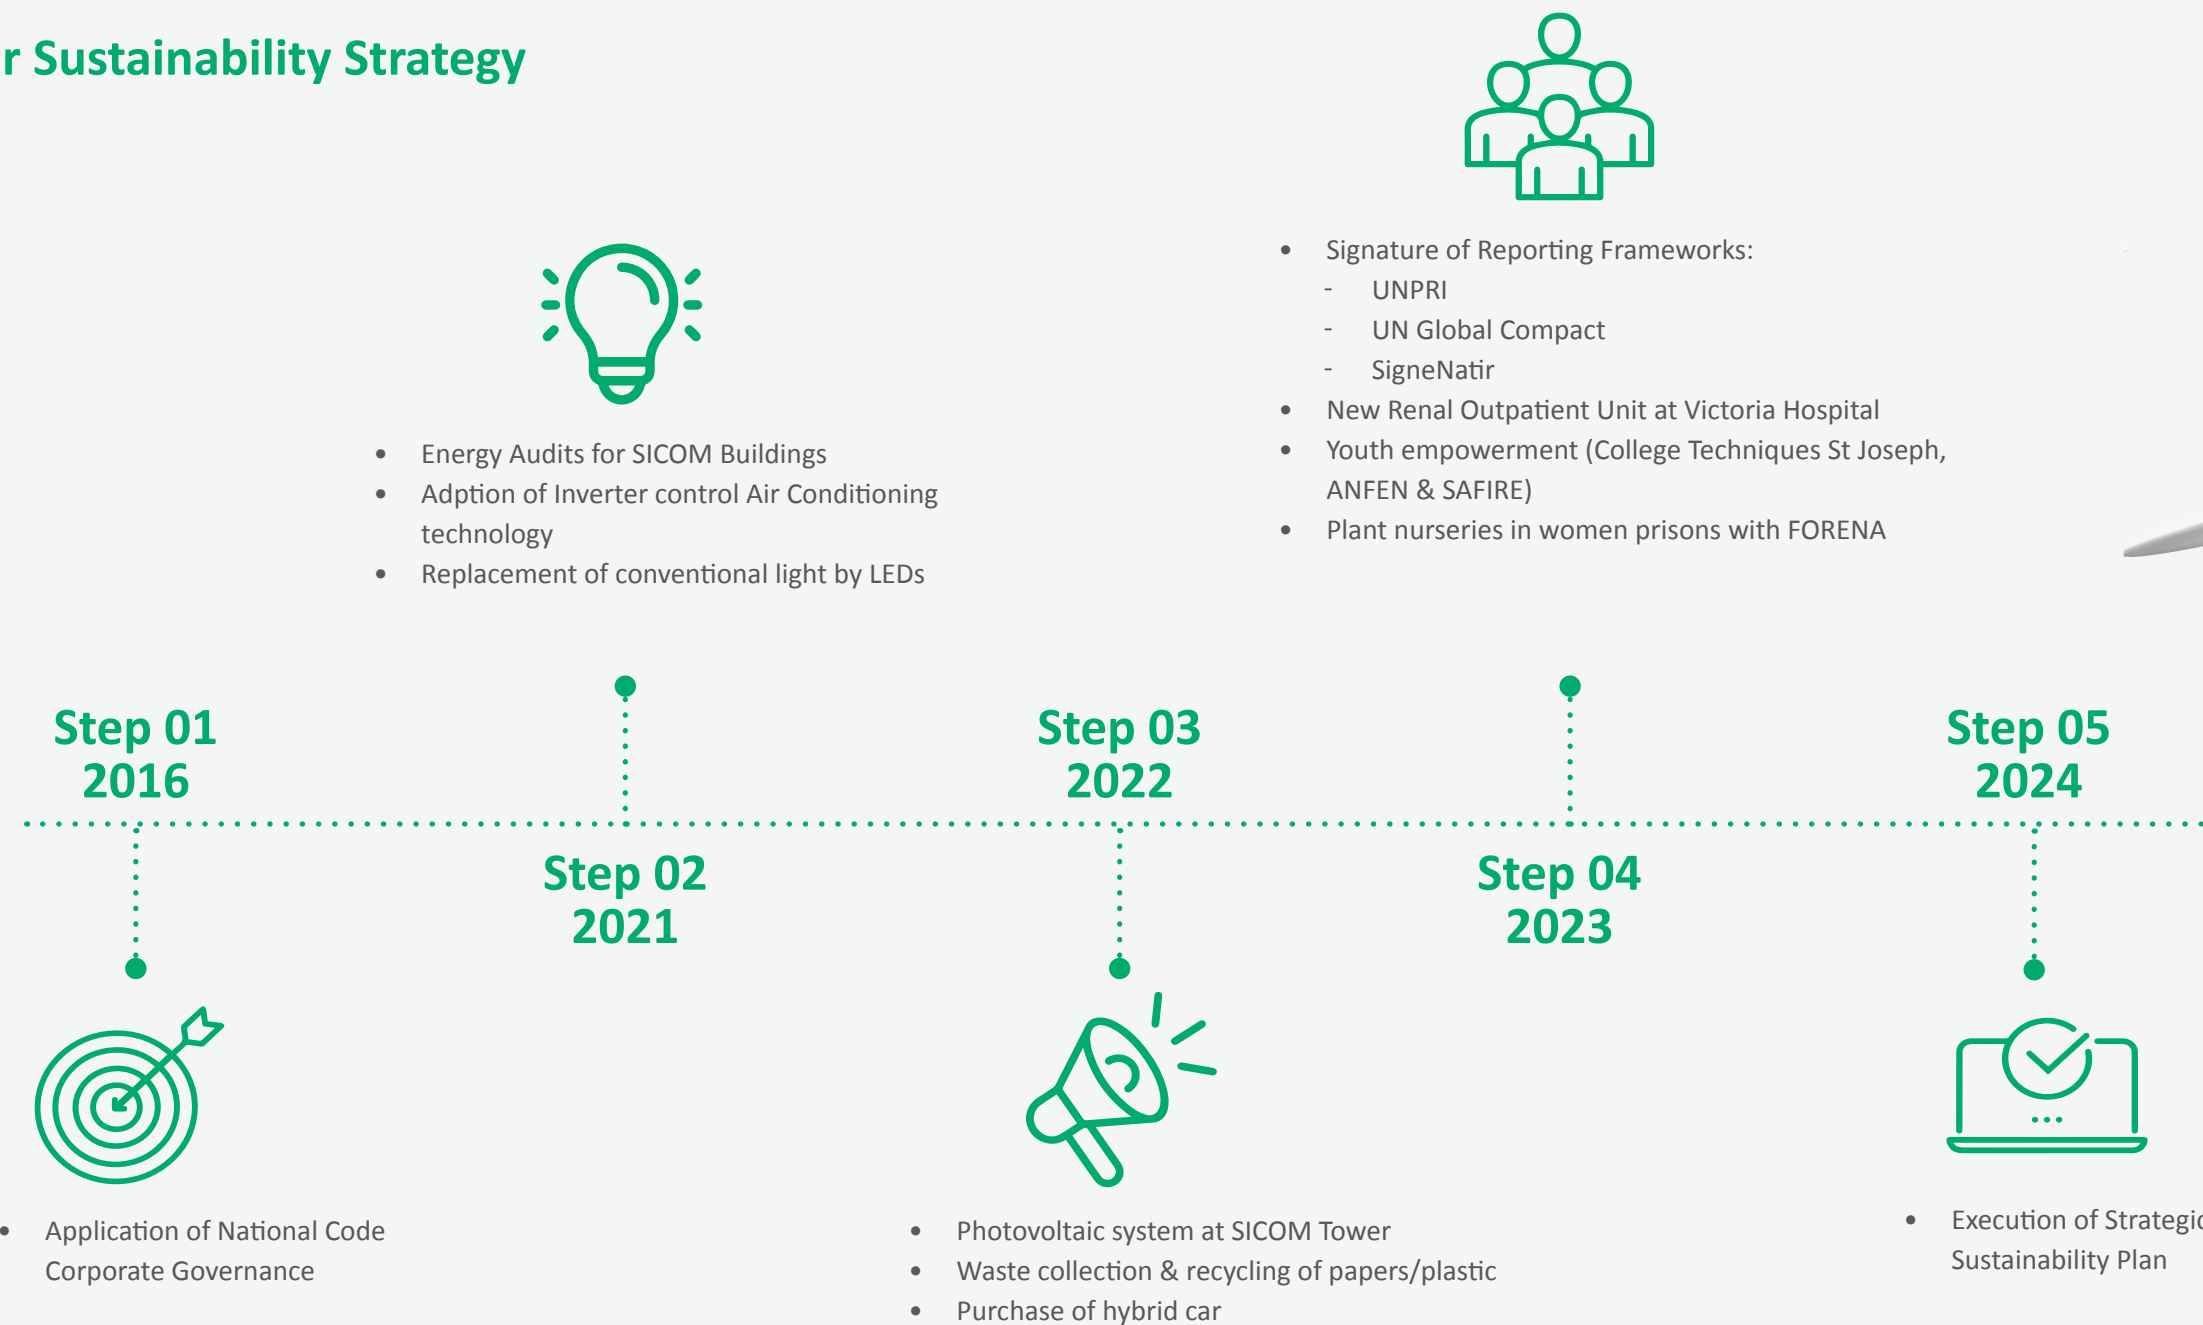 r Sustainability Strategy
• Signature of Reporting Frameworks:
- UNPRI
- UN Global Compact
- SigneNatir
• New Renal Outpatient Unit at Victoria Hospital
• Youth empowerment (College Techniques St Joseph,
ANFEN & SAFIRE)
• Plant nurseries in women prisons with FORENA
• Energy Audits for SICOM Buildings
• Adption of Inverter control Air Conditioning
technology
• Replacement of conventional light by LEDs
Step 01
2016
Step 03
2022
Step 05
2024
Step 02
2021
Step 04
2023
• Application of National Code
Corporate Governance
• Photovoltaic system at SICOM Tower
• Waste collection & recycling of papers/plastic
• Purchase of hybrid car
• Execution of Strategic
Sustainability Plan